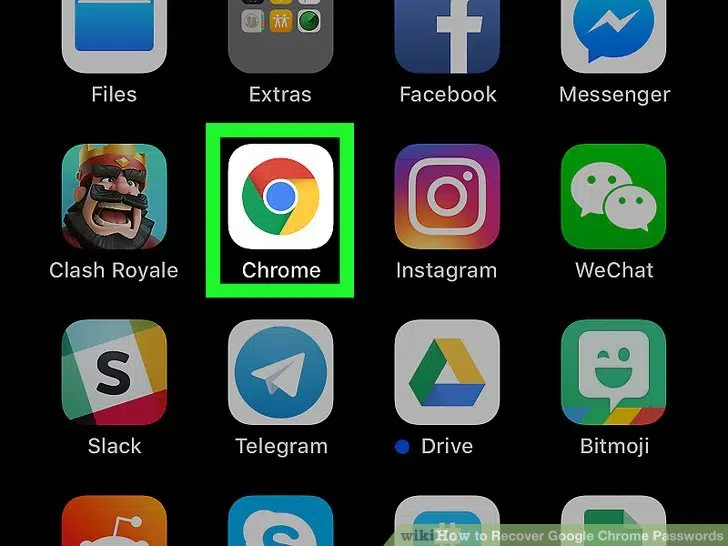 Files
Extras
Facebook
Messenger
Clash Royale
Chrome
Instagram
WeChat
S
Slack
Telegram
Drive
Bitmoji
wikiHow to Recover Google Chrome Passwords